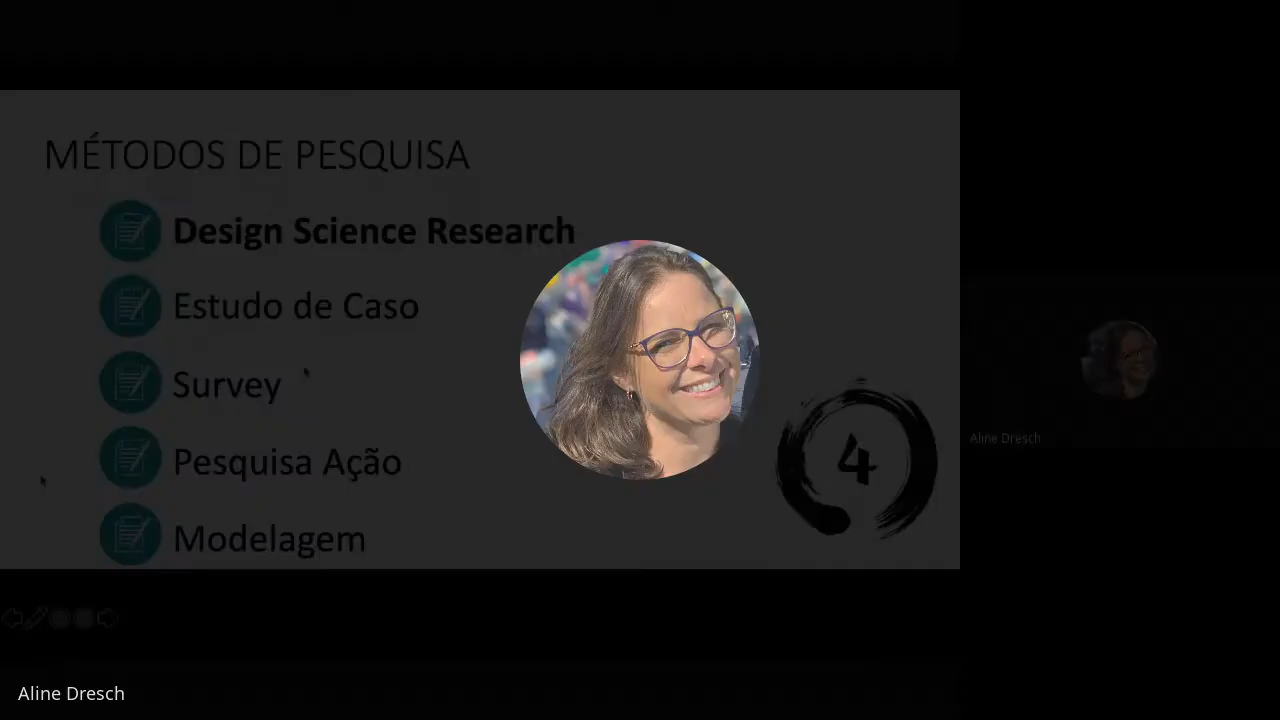 MÉTODOS DE PESQUISA
Design Science Research
Estudo de Caso
Survey
Pesquisa Ação
Modelagem
4
Aline Dresch
Aline Dresch